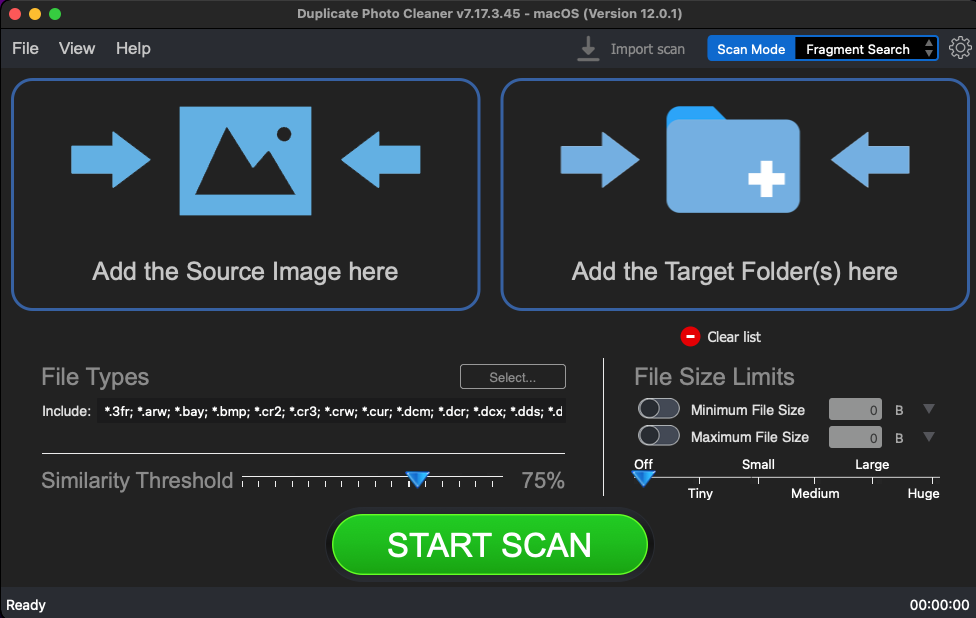 Duplicate Photo Cleaner v7.17.3.45 - macOS (Version 12.0.1)
File View Help Import scan Scan Mode Fragment Search
Add the Source Image here
Add the Target Folder(s) here
Clear list
File Types Select...
Include: *.3fr; *.arw; *.bay; *.bmp; *.cr2; *.cr3; *.crw; *.cur; *.dcm; *.dcr; *.dcx; *.dds; *.d
Similarity Threshold 75%
File Size Limits
Minimum File Size 0 B
Maximum File Size 0 B
Off Small Large
Tiny Medium Huge
START SCAN
Ready 00:00:00